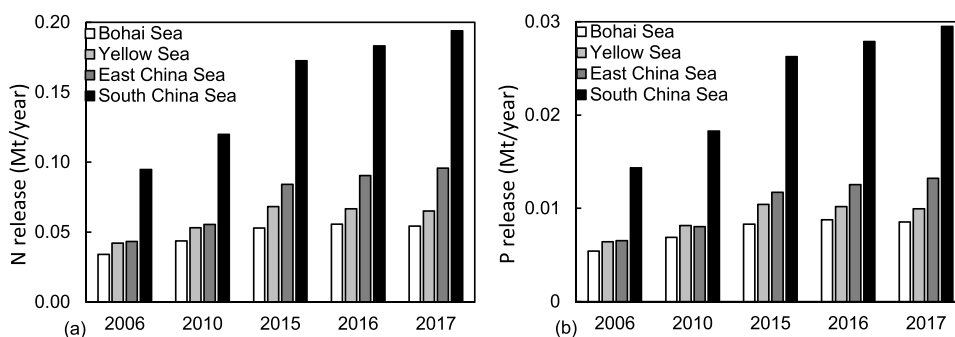 0.20
0.15
0.10
0.05
0.00
N release (Mt/year)
Bohai Sea
Yellow Sea
East China Sea
South China Sea
2006 2010 2015 2016 2017
(a)
0.03
0.02
0.01
0
P release (Mt/year)
Bohai Sea
Yellow Sea
East China Sea
South China Sea
2006 2010 2015 2016 2017
(b)